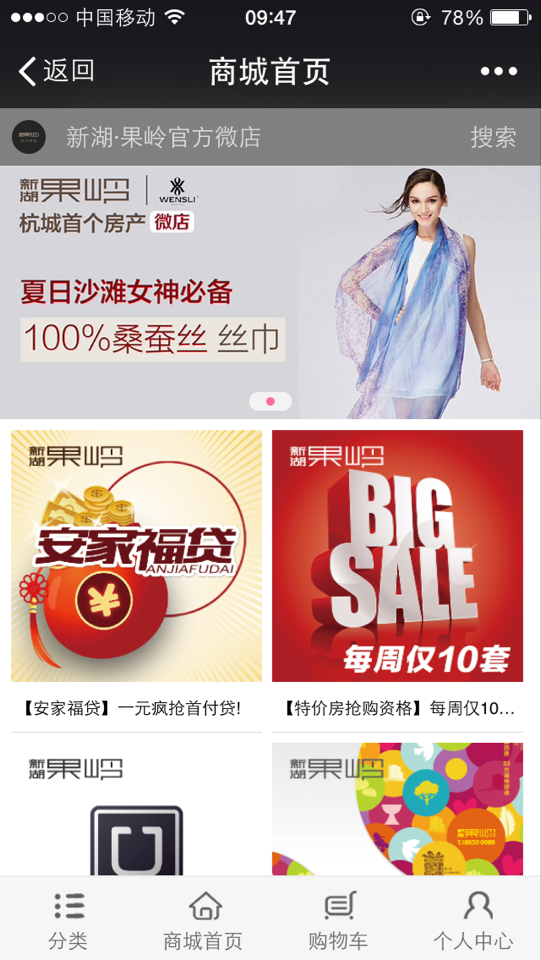 中国移动 09:47 78%
返回 商城首页
新湖·果岭官方微店 搜索
新湖 果岭 WENSLI
杭城首个房产 微店
夏日沙滩女神必备
100%桑蚕丝 丝巾
新湖 果岭
安家福贷
ANJIAFUDAI
¥
【安家福贷】一元疯抢首付贷!
新湖 果岭
BIG
SALE
每周仅10套
【特价房抢购资格】每周仅10...
新湖 果岭
U
新湖 果岭
分类 商城首页 购物车 个人中心